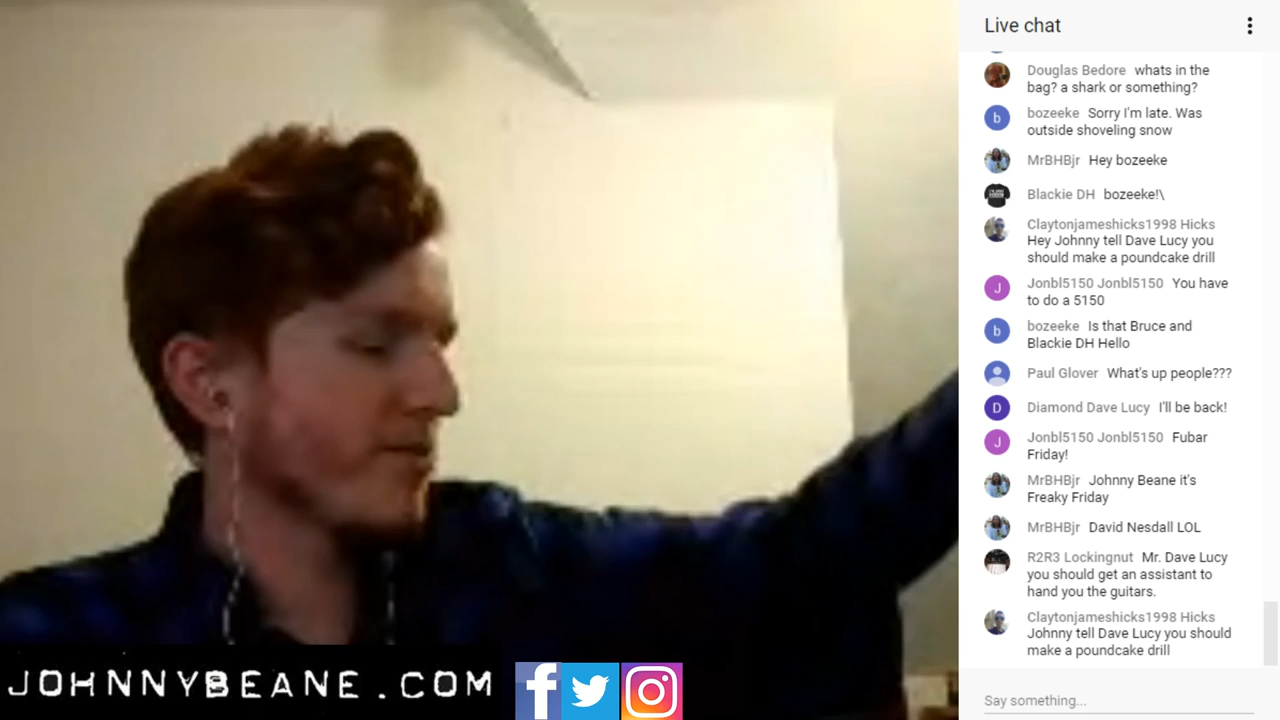 Live chat
Douglas Bedore whats in the
bag? a shark or something?
b bozeeke Sorry I'm late. Was
outside shoveling snow
MrBHBjr Hey bozeeke
Blackie DH bozeeke!\
Claytonjameshicks1998 Hicks
Hey Johnny tell Dave Lucy you
should make a poundcake drill
J Jonbl5150 Jonbl5150 You have
to do a 5150
b bozeeke Is that Bruce and
Blackie DH Hello
Paul Glover What's up people???
D Diamond Dave Lucy I'll be back!
J Jonbl5150 Jonbl5150 Fubar
Friday!
MrBHBjr Johnny Beane it's
Freaky Friday
MrBHBjr David Nesdall LOL
R2R3 Lockingnut Mr. Dave Lucy
you should get an assistant to
hand you the guitars.
Claytonjameshicks1998 Hicks
Johnny tell Dave Lucy you should
make a poundcake drill
Say something...
JOHNNYBEANE.COM